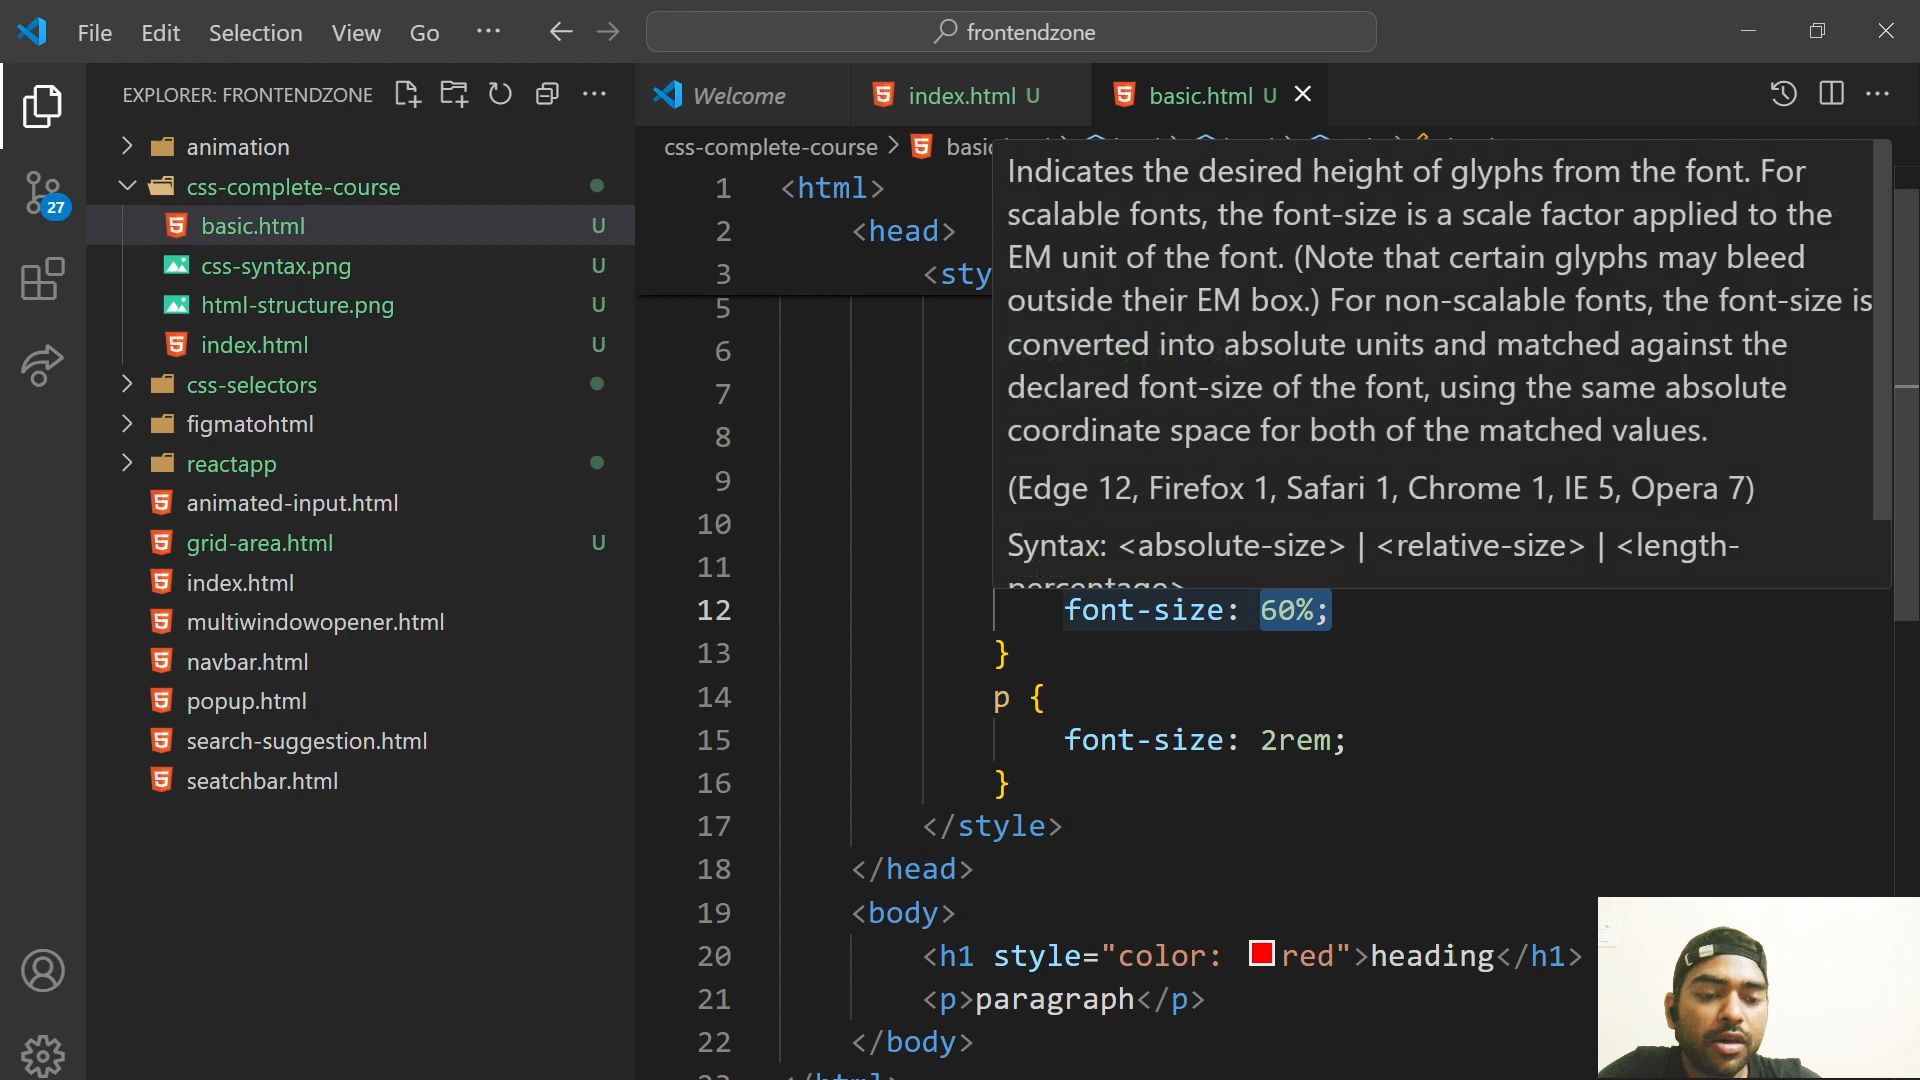 File Edit Selection View Go ··· frontendzone
EXPLORER: FRONTENDZONE
animation
css-complete-course
basic.html U
css-syntax.png U
html-structure.png U
index.html U
css-selectors
figmatohtml
reactapp
animated-input.html
grid-area.html U
index.html
multiwindowopener.html
navbar.html
popup.html
search-suggestion.html
seatchbar.html
27
Welcome
index.html U
basic.html U
css-complete-course
Indicates the desired height of glyphs from the font. For
scalable fonts, the font-size is a scale factor applied to the
EM unit of the font. (Note that certain glyphs may bleed
outside their EM box.) For non-scalable fonts, the font-size is
converted into absolute units and matched against the
declared font-size of the font, using the same absolute
coordinate space for both of the matched values.
(Edge 12, Firefox 1, Safari 1, Chrome 1, IE 5, Opera 7)
Syntax: <absolute-size> | <relative-size> | <length-
percentage>
1 <html>
2 <head>
3 <sty
5
6
7
8
9
10
11
12 font-size: 60%;
13 }
14 p {
15 font-size: 2rem;
16 }
17 </style>
18 </head>
19 <body>
20 <h1 style="color: red">heading</h1>
21 <p>paragraph</p>
22 </body>